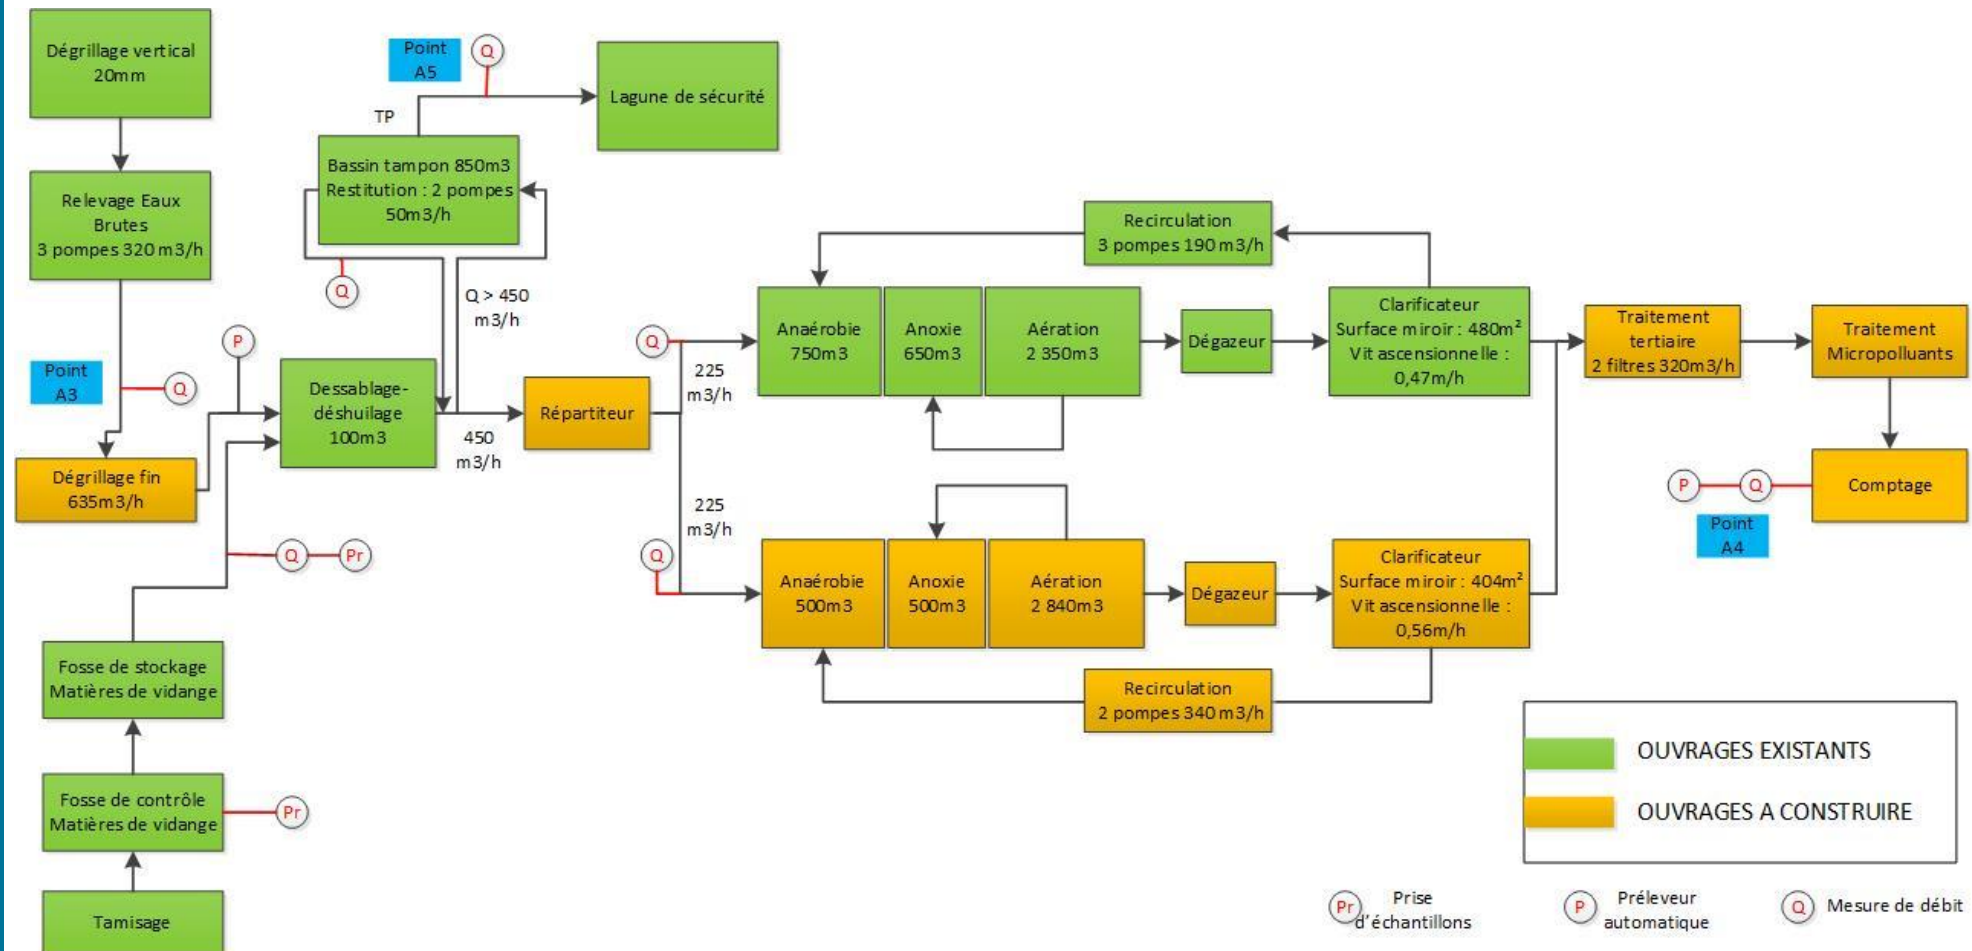 Dégrillage vertical
20mm
Point
A5
Q
Lagune de sécurité
TP
Bassin tampon 850m3
Restitution : 2 pompes
50m3/h
Relevage Eaux
Brutes
3 pompes 320 m3/h
Q
Q > 450
m3/h
Recirculation
3 pompes 190 m3/h
Anaérobie
750m3
Anoxie
650m3
Aération
2 350m3
Dégazeur
Clarificateur
Surface miroir : 480m²
Vit ascensionnelle :
0,47m/h
Traitement
tertiaire
2 filtres 320m3/h
Traitement
Micropolluants
P
Q
Point
A3
Q
225
m3/h
Dessablage-
déshuilage
100m3
Répartiteur
450
m3/h
Dégrillage fin
635m3/h
P
Q
Comptage
Point
A4
225
m3/h
Q
Pr
Q
Anaérobie
500m3
Anoxie
500m3
Aération
2 840m3
Dégazeur
Clarificateur
Surface miroir : 404m²
Vit ascensionnelle :
0,56m/h
Fosse de stockage
Matières de vidange
Recirculation
2 pompes 340 m3/h
Fosse de contrôle
Matières de vidange
Pr
OUVRAGES EXISTANTS
OUVRAGES A CONSTRUIRE
Tamisage
Pr
Prise
d'échantillons
P
Préleveur
automatique
Q
Mesure de débit